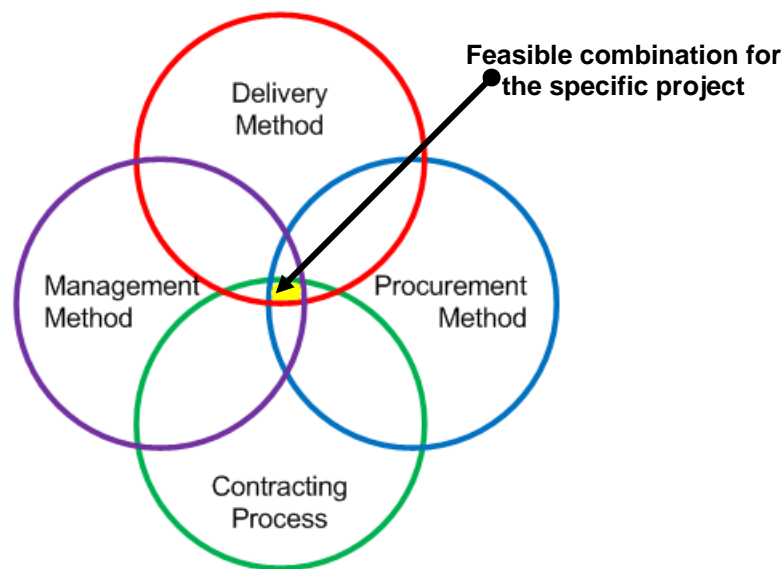 Feasible combination for
the specific project
Delivery
Method
Management
Method
Procurement
Method
Contracting
Process